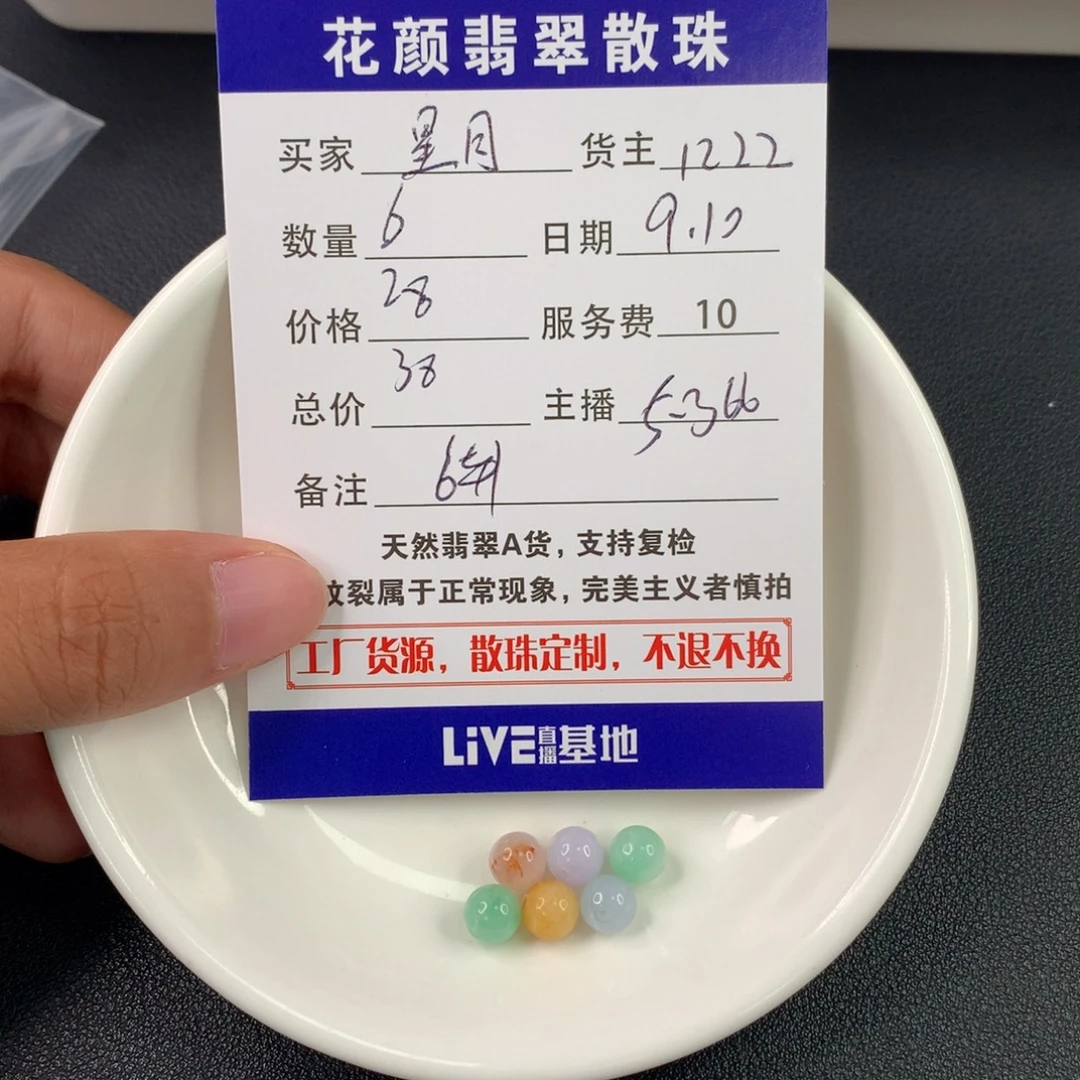 花颜翡翠散珠
买家 星月 货主 1222
数量 6 日期 9.10
价格 28 服务费 10
总价 38 主播
备注
天然翡翠A货，支持复检
纹裂属于正常现象，完美主义者慎拍
工厂货源，散珠定制，不退不换
LiVE直播基地